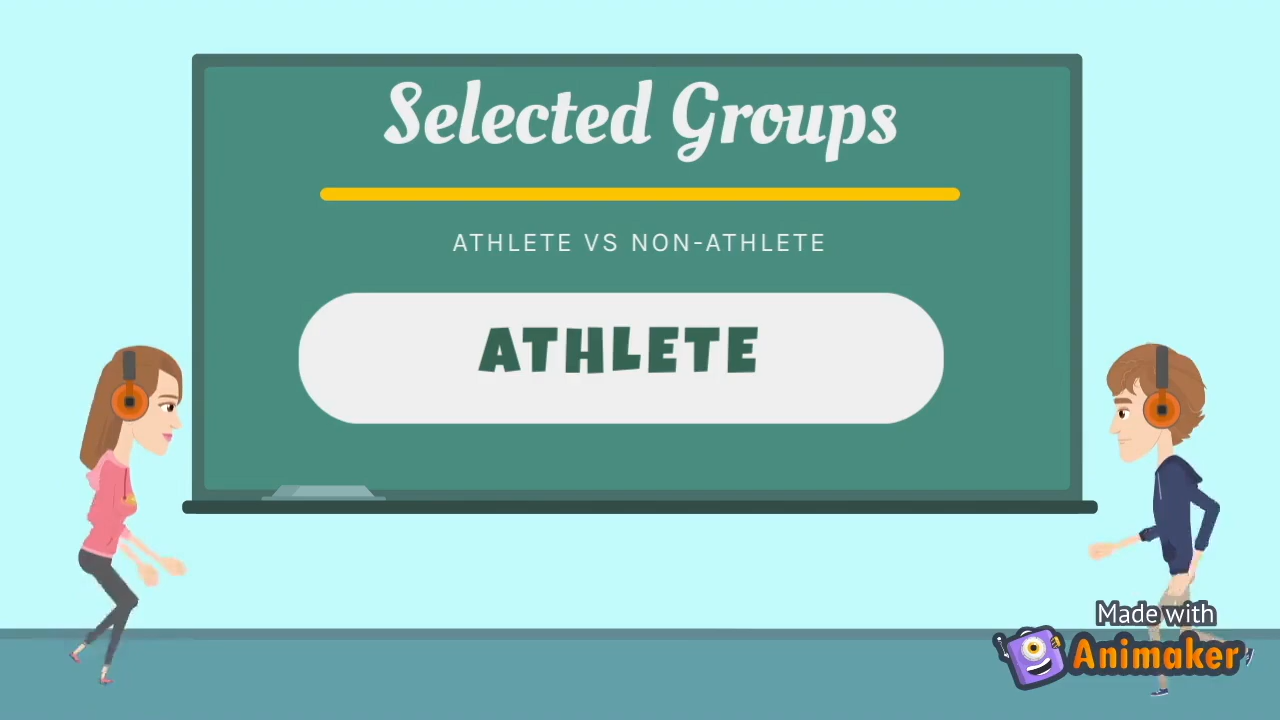 Selected Groups
ATHLETE VS NON-ATHLETE
ATHLETE
Made with
Animaker